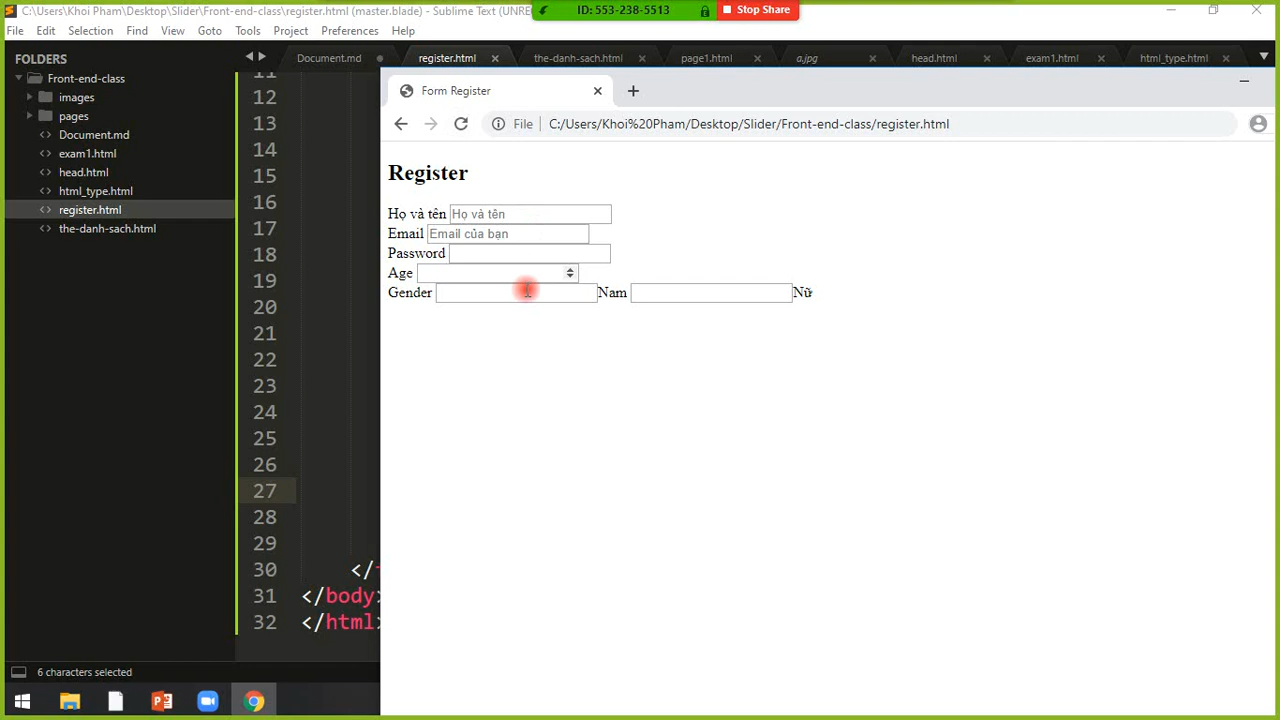 C:\Users\Khoi Pham\Desktop\Slider\Front-end-class\register.html (master.blade) - Sublime Text (UNRE
ID: 553-238-5513
Stop Share
File Edit Selection Find View Goto Tools Project Preferences Help
FOLDERS
Front-end-class
images
pages
Document.md
exam1.html
head.html
html_type.html
register.html
the-danh-sach.html
Document.md register.html the-danh-sach.html page1.html a.jpg head.html exam1.html html_type.html
11
12
13
14
15
16
17
18
19
20
21
22
23
24
25
26
27
28
29
30 </
31 </body>
32 </html>
Form Register
File C:/Users/Khoi%20Pham/Desktop/Slider/Front-end-class/register.html
Register
Họ và tên Họ và tên
Email Email của bạn
Password
Age
Gender Nam Nữ
6 characters selected